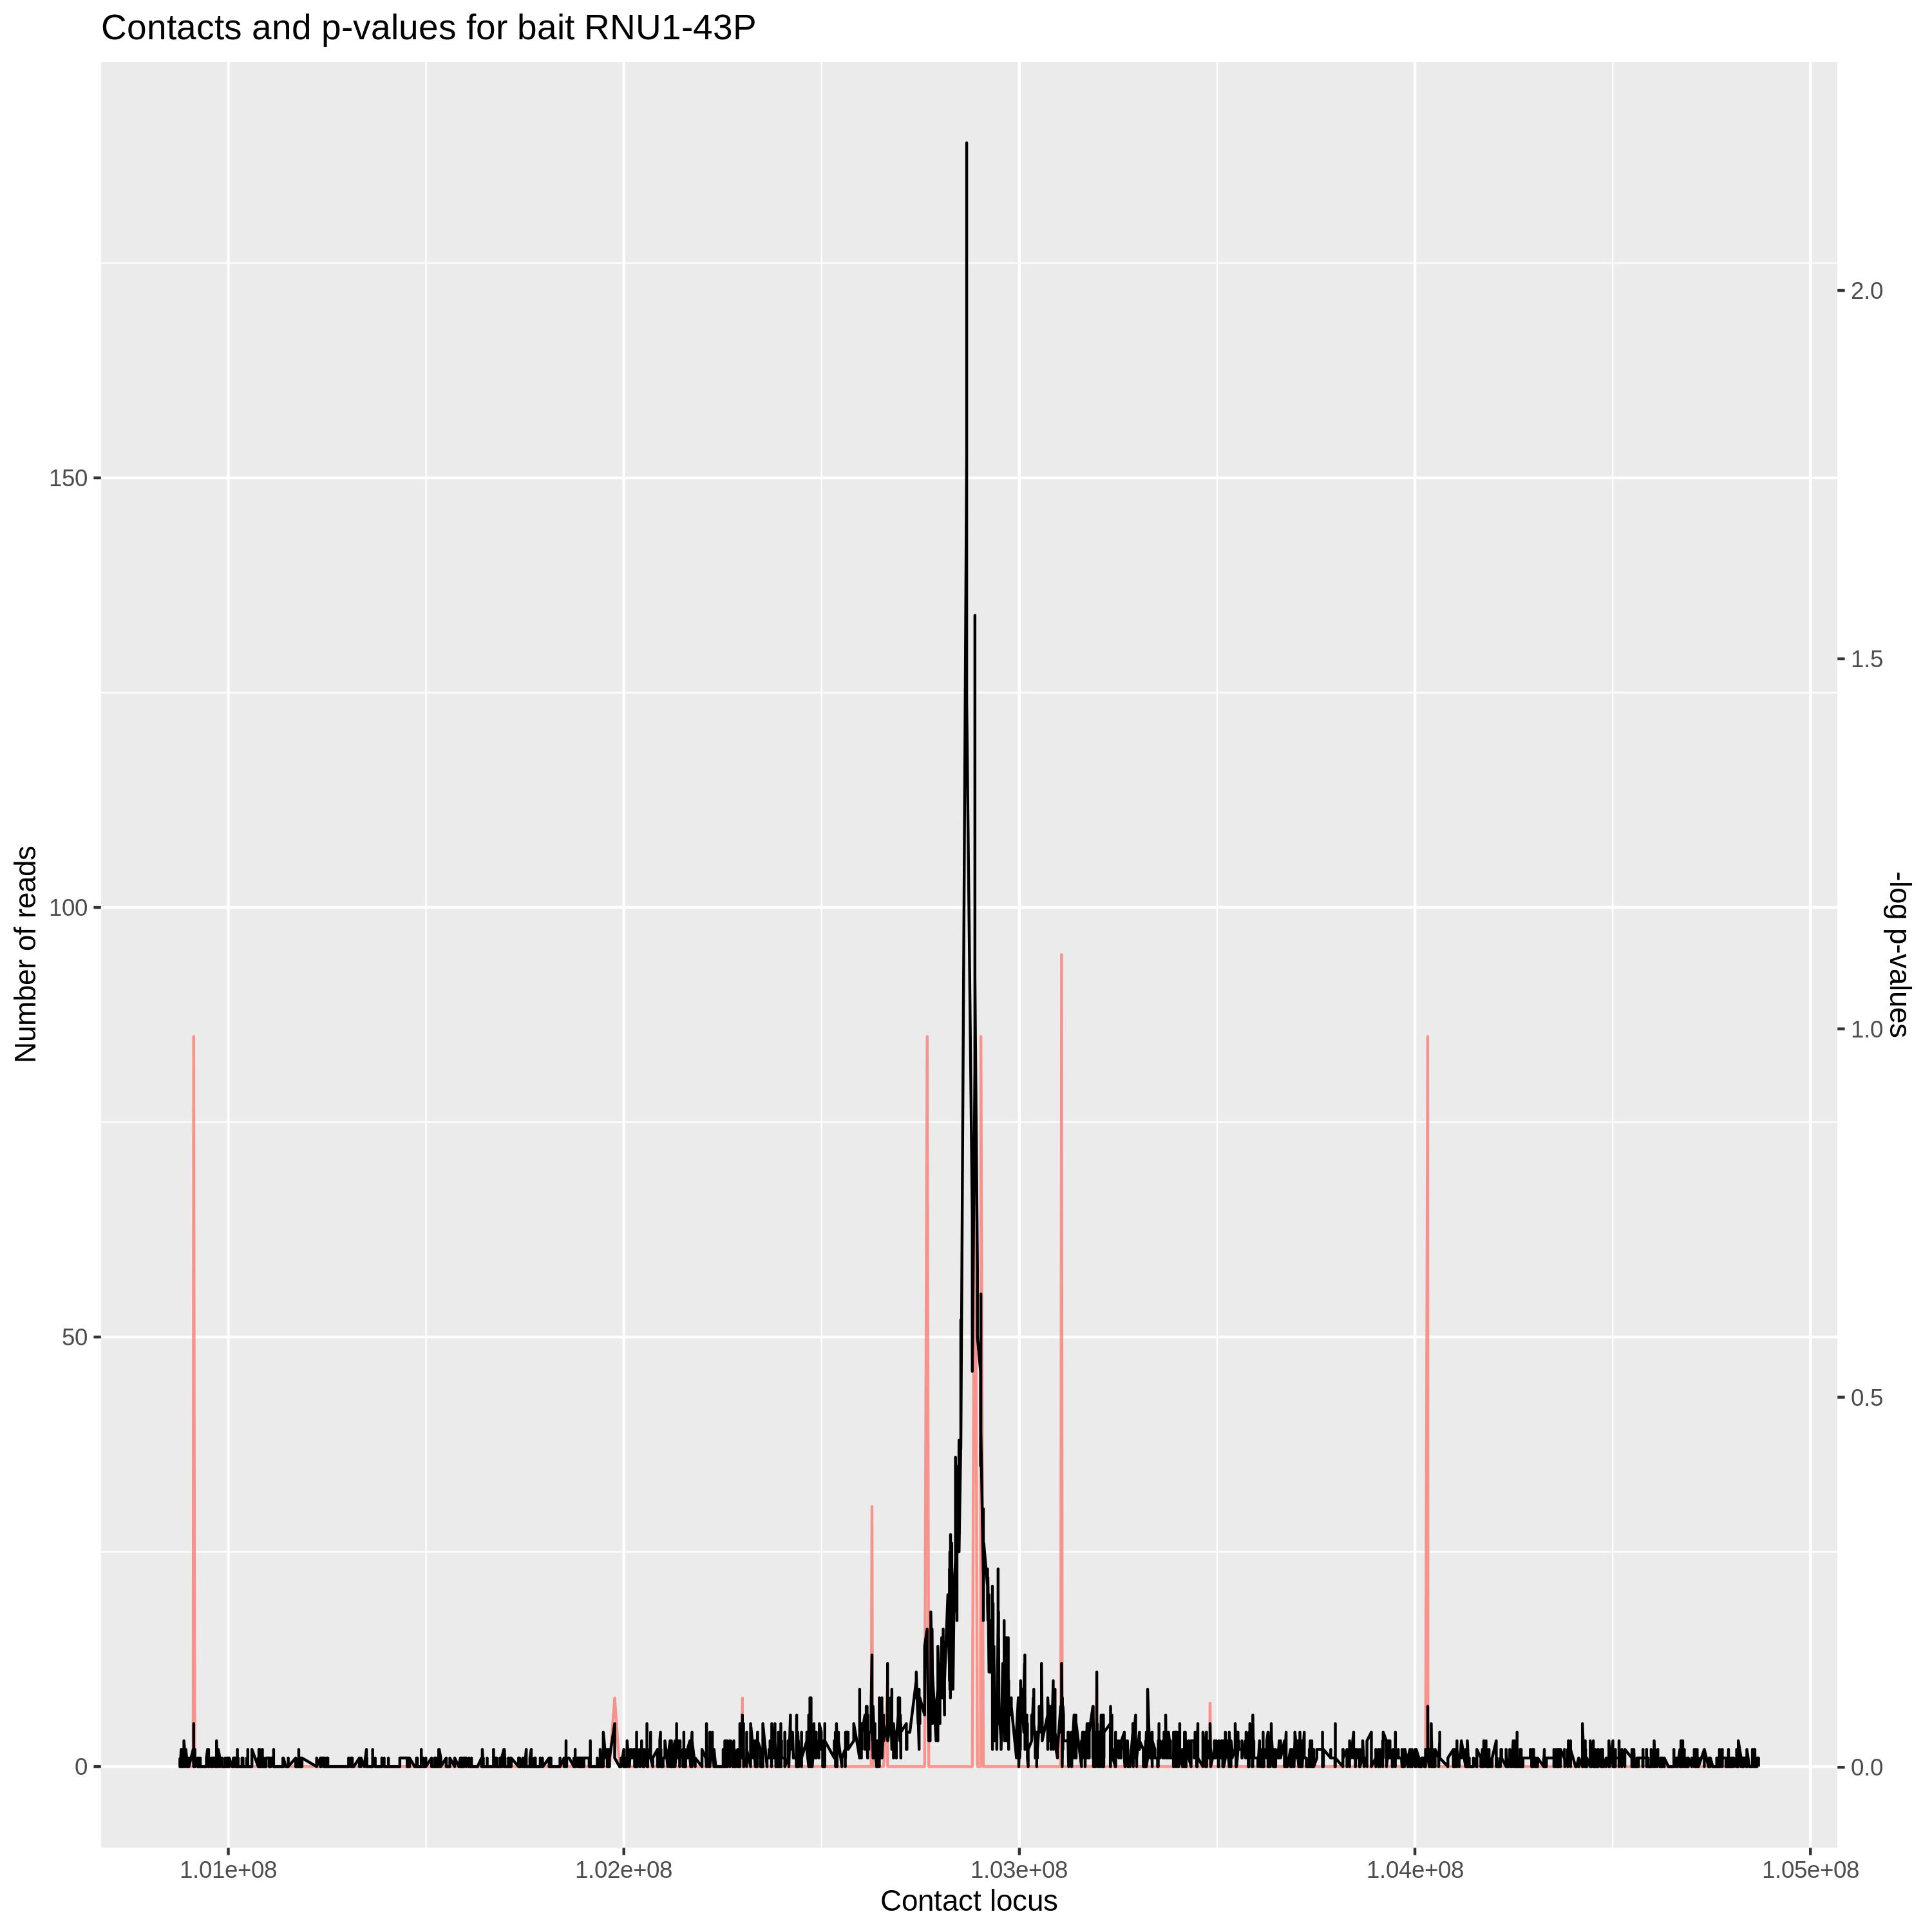 Contacts and p-values for bait RNU1-43P
Number of reads
150
100
50
0
2.0
1.5
1.0
0.5
0.0
-log p-values
1.01e+08
1.02e+08
1.03e+08
1.04e+08
1.05e+08
Contact locus